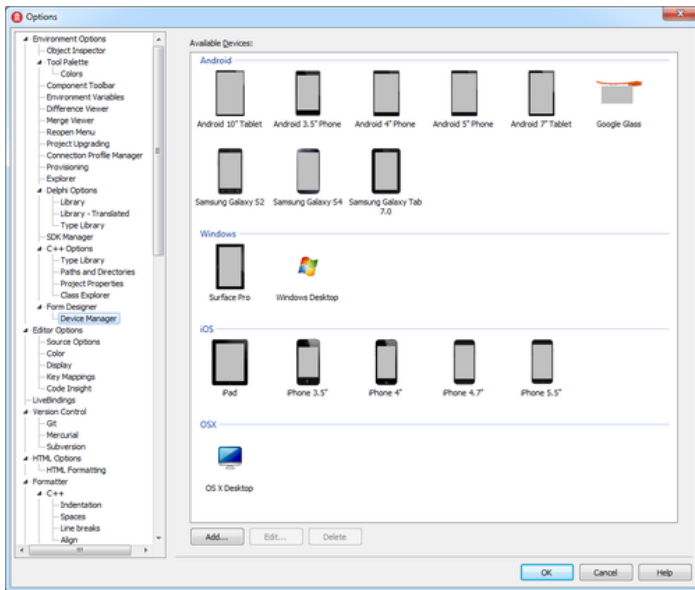 Options
Environment Options
Object Inspector
Tool Palette
Colors
Component Toolbar
Environment Variables
Difference Viewer
Merge Viewer
Reopen Menu
Project Upgrading
Connection Profile Manager
Provisioning
Explorer
Delphi Options
Library
Library - Translated
Type Library
SDK Manager
C++ Options
Type Library
Paths and Directories
Project Properties
Class Explorer
Form Designer
Device Manager
Editor Options
Source Options
Color
Display
Key Mappings
Code Insight
LiveBindings
Version Control
Git
Mercurial
Subversion
HTML Options
HTML Formatting
Formatter
C++
Indentation
Spaces
Line breaks
Align
Available Devices:
Android
Android 10" Tablet Android 3.5" Phone Android 4" Phone Android 5" Phone Android 7" Tablet Google Glass
Samsung Galaxy S2 Samsung Galaxy S4 Samsung Galaxy Tab
7.0
Windows
Surface Pro Windows Desktop
iOS
iPad iPhone 3.5" iPhone 4" iPhone 4.7" iPhone 5.5"
OSX
OS X Desktop
Add... Edit... Delete
OK Cancel Help